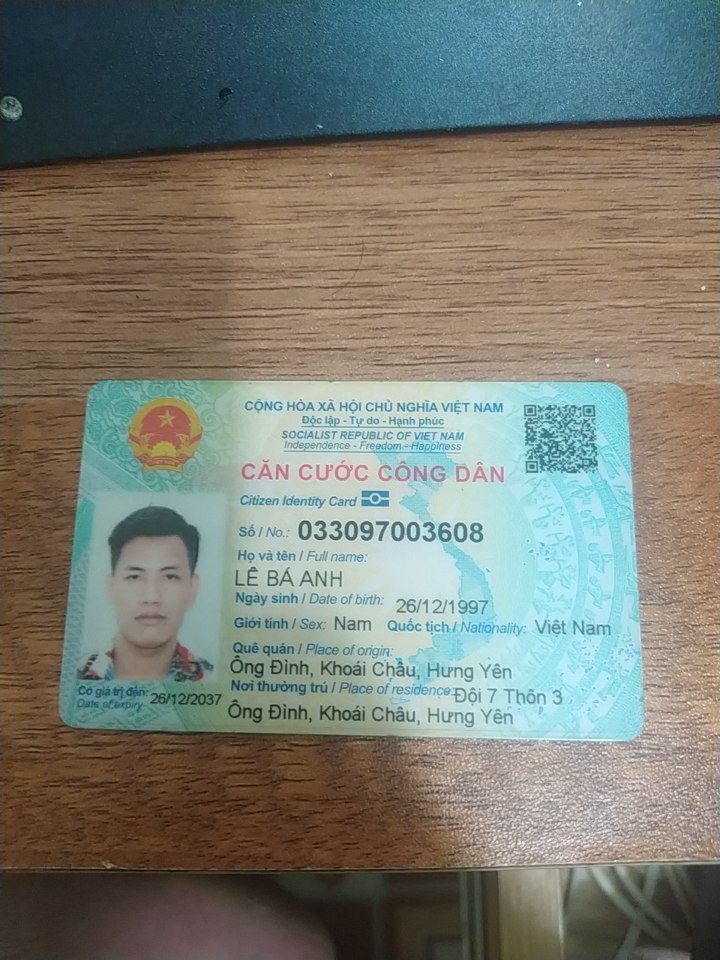 CỘNG HÒA XÃ HỘI CHỦ NGHĨA VIỆT NAM
Độc lập - Tự do - Hạnh phúc
SOCIALIST REPUBLIC OF VIET NAM
Independence - Freedom - Happiness
CĂN CƯỚC CÔNG DÂN
Citizen Identity Card
Số / No.: 033097003608
Họ và tên / Full name:
LÊ BÁ ANH
Ngày sinh / Date of birth: 26/12/1997
Giới tính / Sex: Nam Quốc tịch / Nationality: Việt Nam
Quê quán / Place of origin:
Ông Đình, Khoái Châu, Hưng Yên
Nơi thường trú / Place of residence: Đội 7 Thôn 3
Ông Đình, Khoái Châu, Hưng Yên
Có giá trị đến: 26/12/2037
Date of expiry